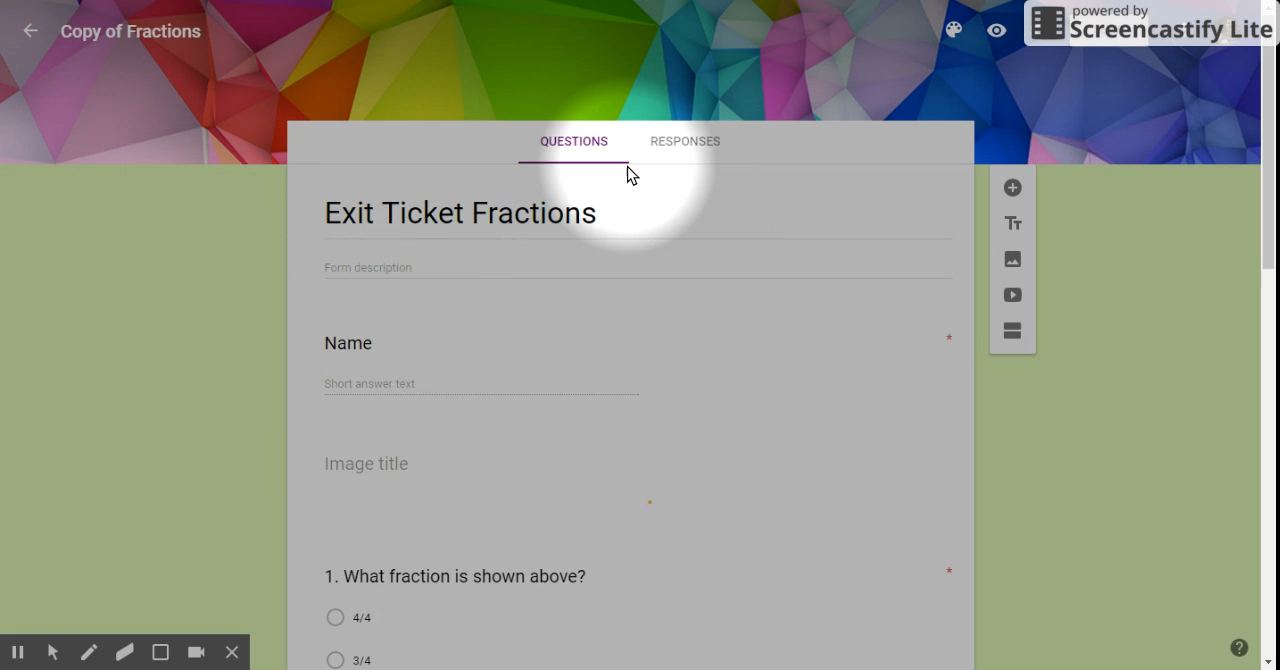 Copy of Fractions
powered by
Screencastify Lite
QUESTIONS
RESPONSES
Exit Ticket Fractions
Form description
Name
*
Short answer text
Image title
1. What fraction is shown above?
*
4/4
3/4